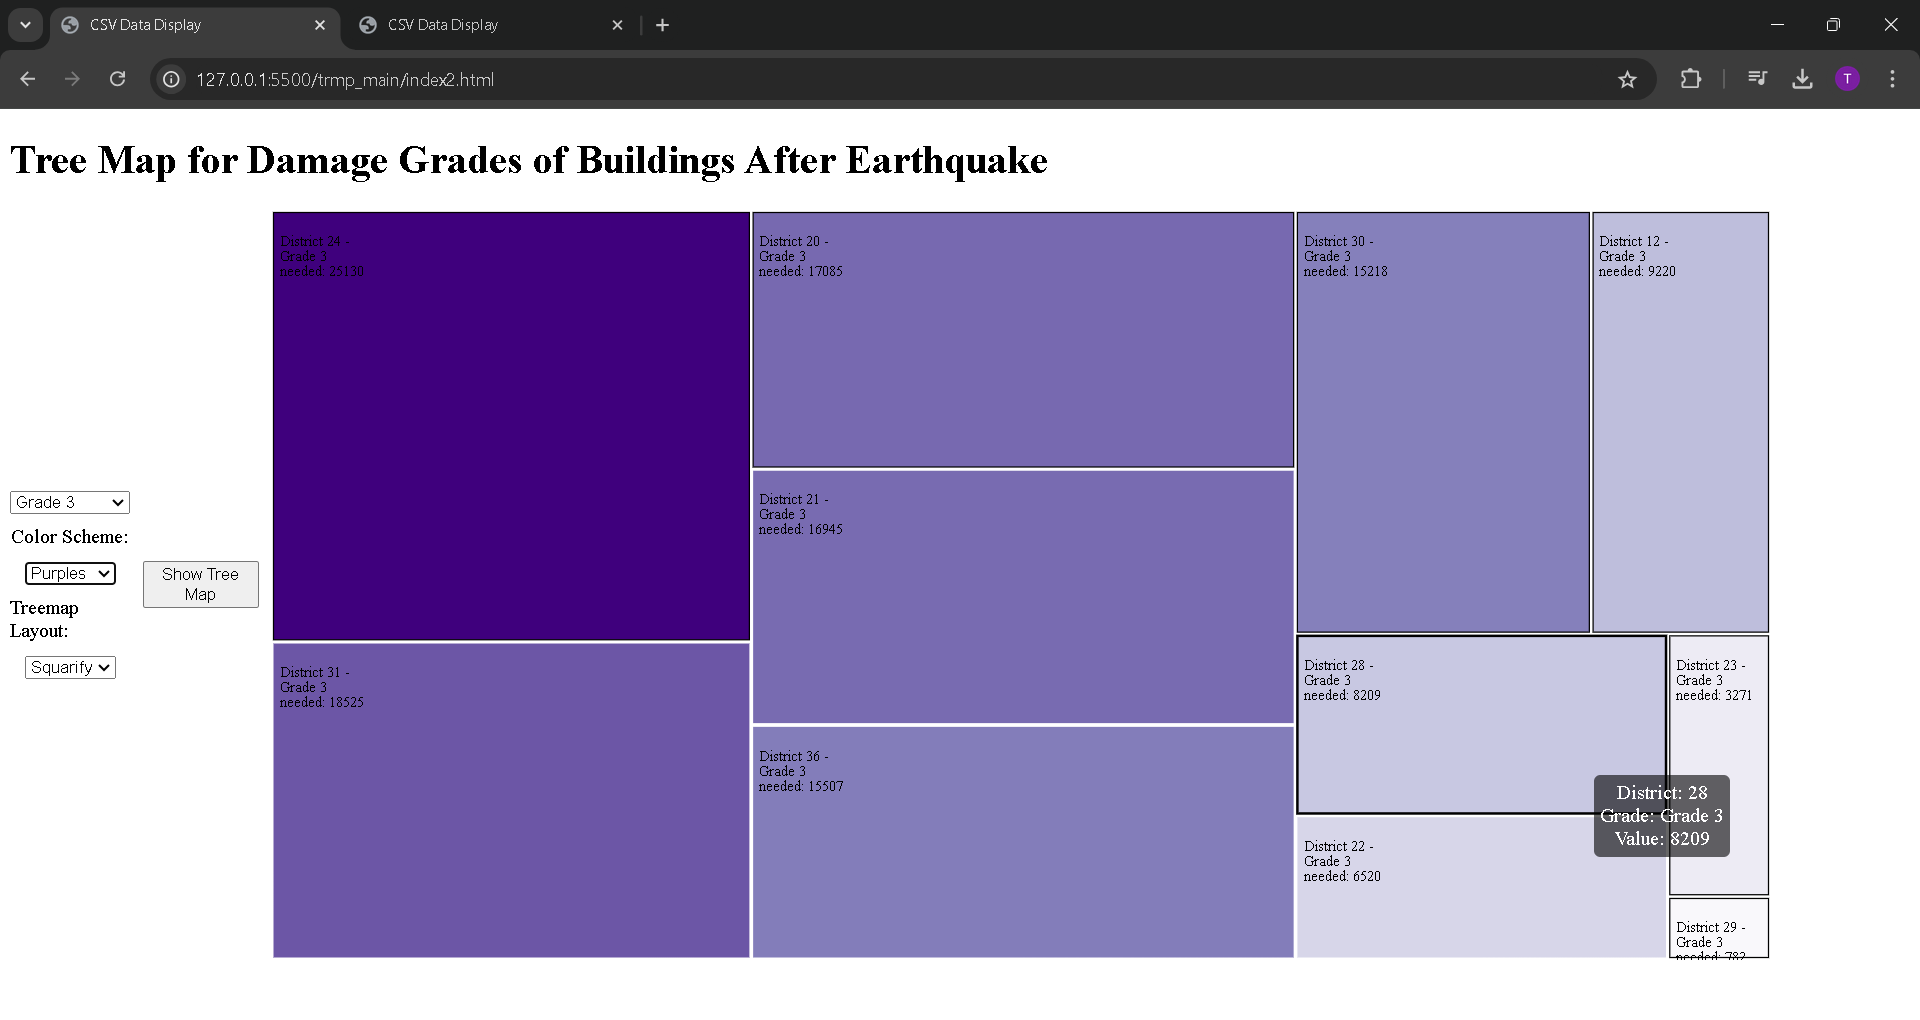 CSV Data Display
CSV Data Display
127.0.0.1:5500/trmp_main/index2.html
T
Tree Map for Damage Grades of Buildings After Earthquake
Grade 3
Color Scheme:
Purples
Treemap
Layout:
Squarify
Show Tree
Map
District 24 -
Grade 3
needed: 25130
District 31 -
Grade 3
needed: 18525
District 20 -
Grade 3
needed: 17085
District 21 -
Grade 3
needed: 16945
District 36 -
Grade 3
needed: 15507
District 30 -
Grade 3
needed: 15218
District 12 -
Grade 3
needed: 9220
District 28 -
Grade 3
needed: 8209
District 23 -
Grade 3
needed: 3271
District: 28
Grade: Grade 3
Value: 8209
District 22 -
Grade 3
needed: 6520
District 29 -
Grade 3
needed: 782